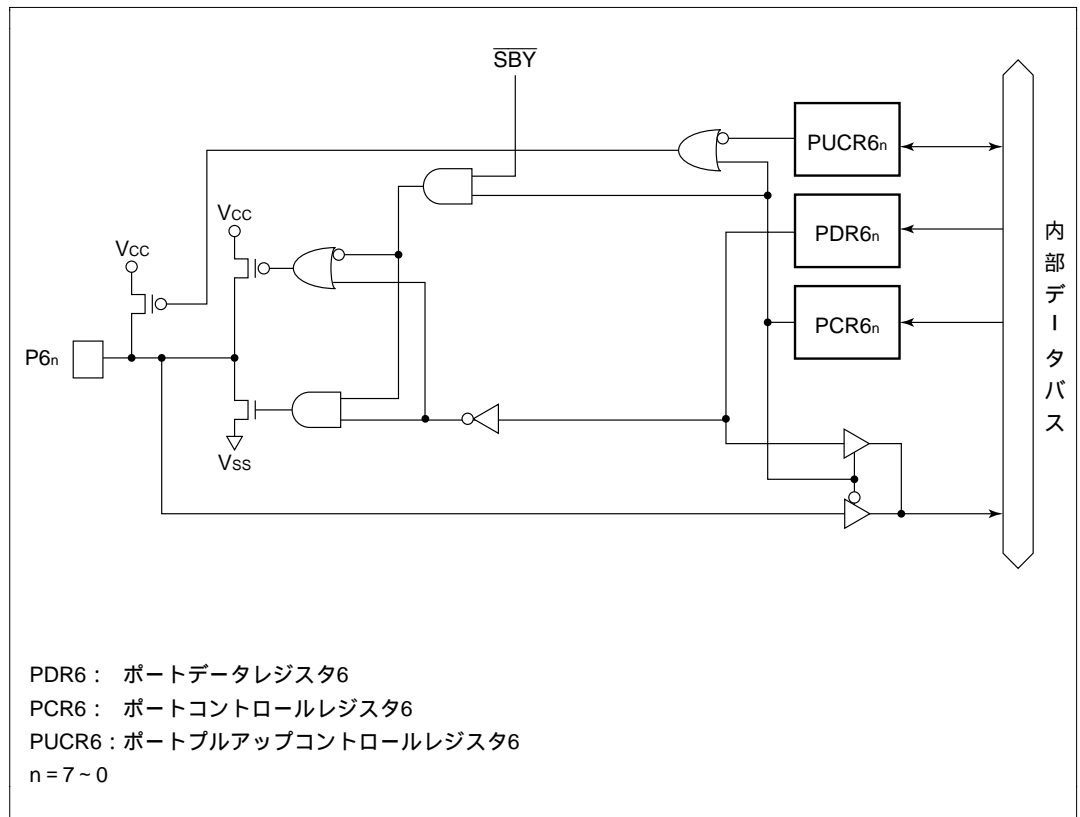 SBY
PUCR6n
VCC
PDR6n
VCC
内部データバス
PCR6n
P6n
VSS
PDR6： ポートデータレジスタ6
PCR6： ポートコントロールレジスタ6
PUCR6：ポートプルアップコントロールレジスタ6
n = 7 ~ 0